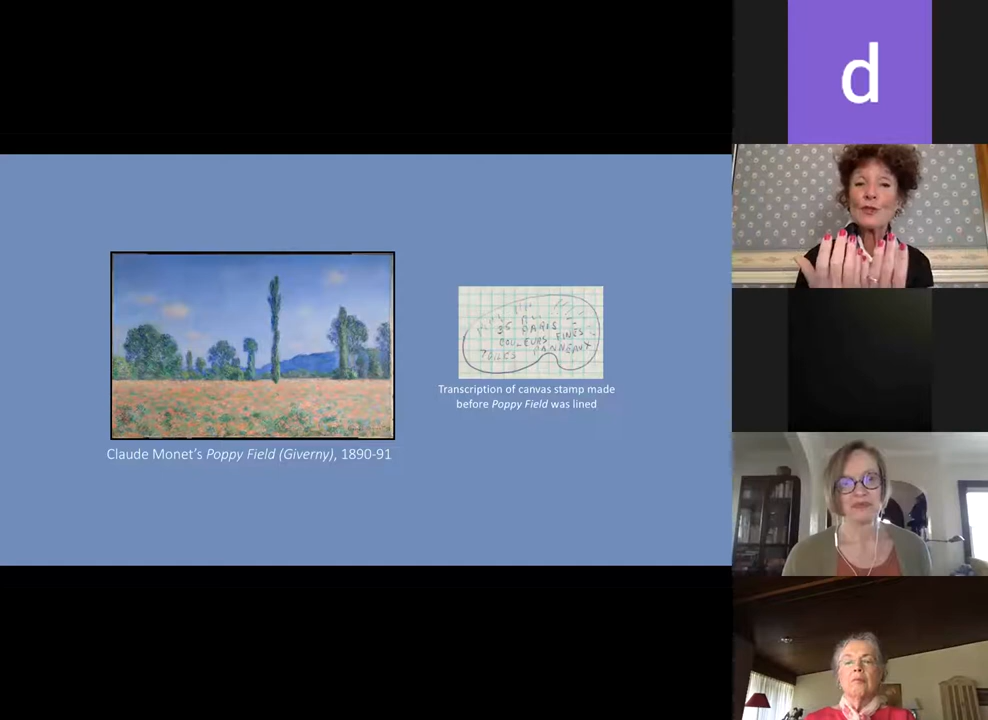 d
36 PARIS
COULEURS FINES
TOILES PANNEAUX
Transcription of canvas stamp made
before Poppy Field was lined
Claude Monet's Poppy Field (Giverny), 1890-91